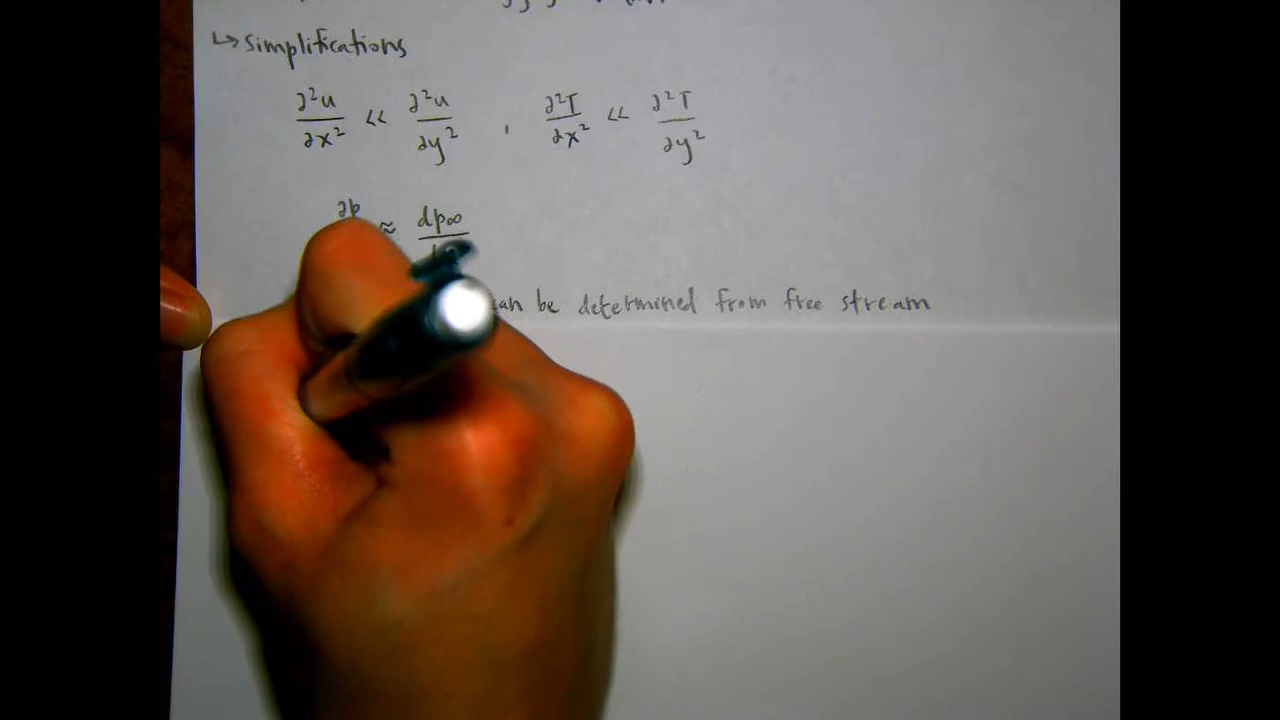 ↳ Simplifications
∂²u/∂x² << ∂²u/∂y² , ∂²T/∂x² << ∂²T/∂y²
∂p ≈ dp∞
can be determined from free stream